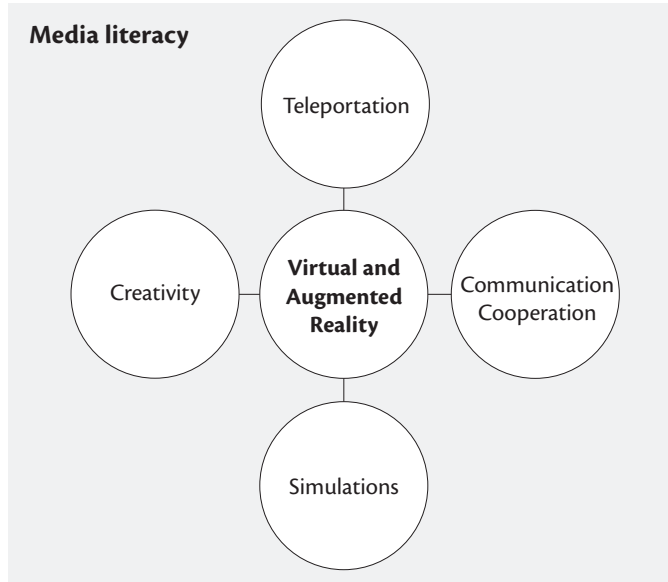 Media literacy
Teleportation
Creativity
Virtual and
Augmented
Reality
Communication
Cooperation
Simulations